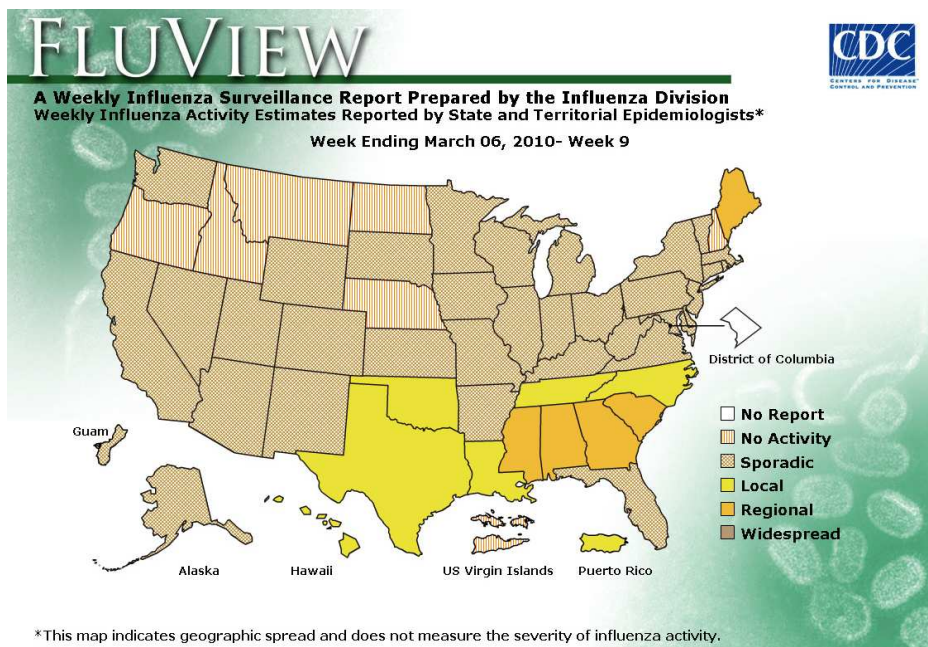 FLUVIEW
CDC
CENTERS FOR DISEASE
CONTROL AND PREVENTION
A Weekly Influenza Surveillance Report Prepared by the Influenza Division
Weekly Influenza Activity Estimates Reported by State and Territorial Epidemiologists*
Week Ending March 06, 2010- Week 9
District of Columbia
No Report
No Activity
Sporadic
Local
Regional
Widespread
Guam
Alaska
Hawaii
US Virgin Islands
Puerto Rico
*This map indicates geographic spread and does not measure the severity of influenza activity.